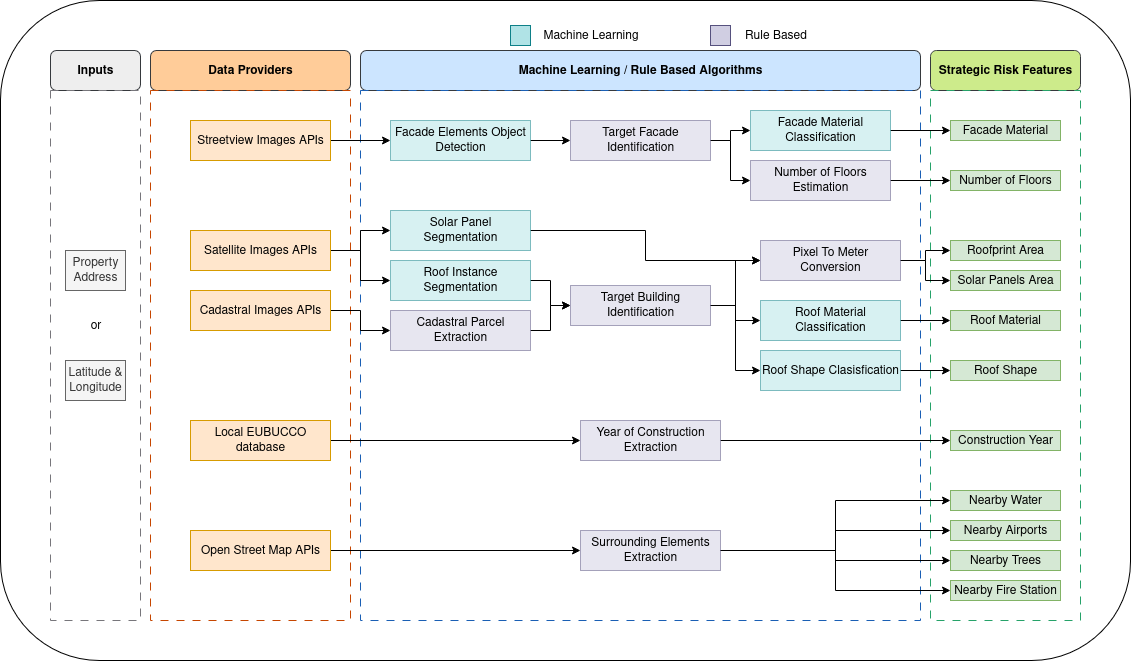 Machine Learning
Rule Based
Inputs
Data Providers
Machine Learning / Rule Based Algorithms
Strategic Risk Features
Property
Address
or
Latitude &
Longitude
Streetview Images APIs
Satellite Images APIs
Cadastral Images APIs
Local EUBUCCO
database
Open Street Map APIs
Facade Elements Object
Detection
Target Facade
Identification
Facade Material
Classification
Number of Floors
Estimation
Solar Panel
Segmentation
Roof Instance
Segmentation
Cadastral Parcel
Extraction
Target Building
Identification
Pixel To Meter
Conversion
Roof Material
Classification
Roof Shape Clasisfication
Year of Construction
Extraction
Surrounding Elements
Extraction
Facade Material
Number of Floors
Roofprint Area
Solar Panels Area
Roof Material
Roof Shape
Construction Year
Nearby Water
Nearby Airports
Nearby Trees
Nearby Fire Station